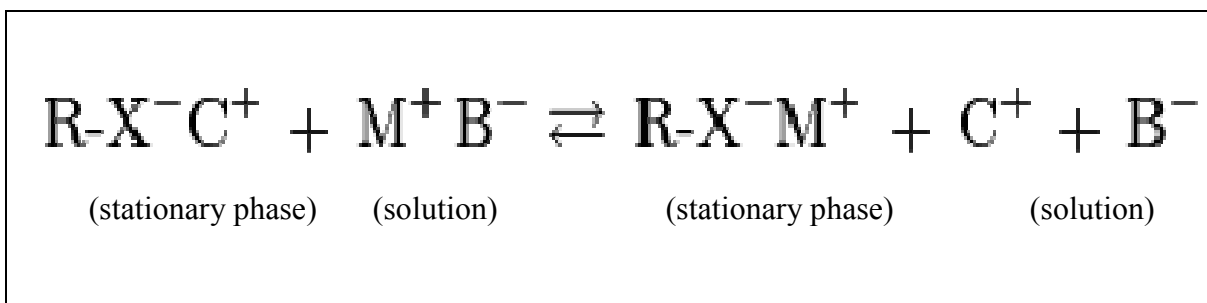 R-X⁻C⁺ + M⁺ B⁻ ⇄ R-X⁻M⁺ + C⁺ + B⁻
(stationary phase) (solution) (stationary phase) (solution)